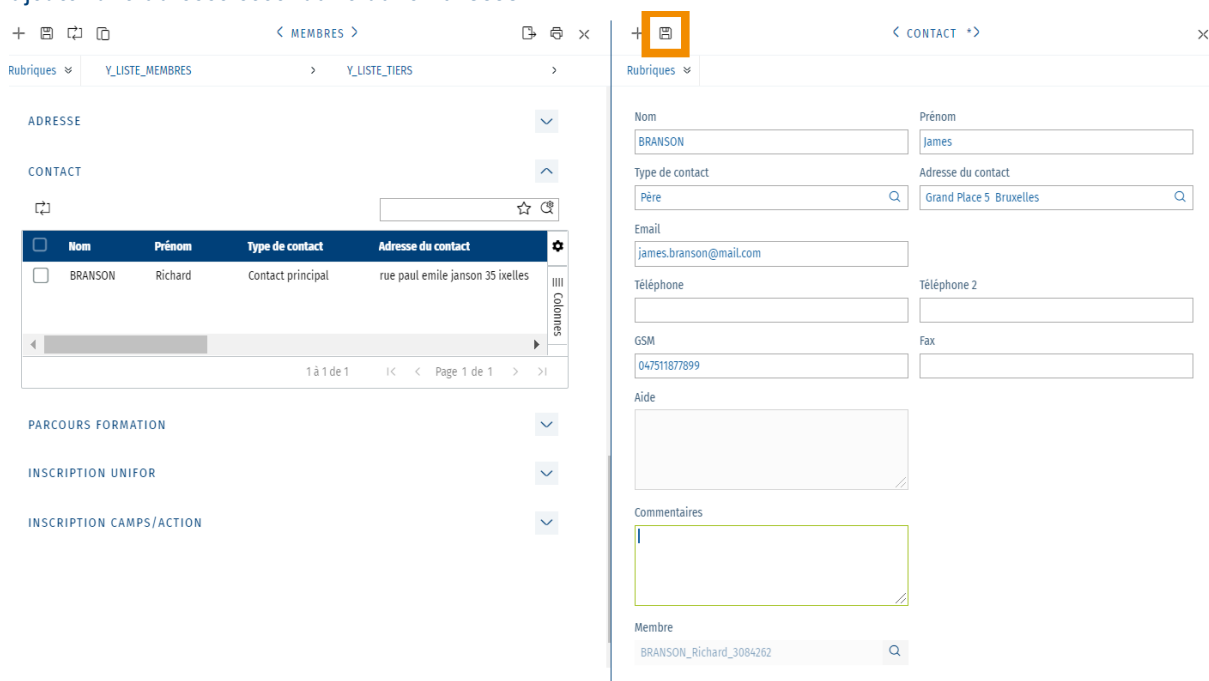 MEMBRES
Rubriques
Y_LISTE_MEMBRES
Y_LISTE_TIERS
ADRESSE
CONTACT
Nom Prénom Type de contact Adresse du contact
BRANSON Richard Contact principal rue paul emile janson 35 ixelles
Colonnes
1 à 1 de 1 Page 1 de 1
PARCOURS FORMATION
INSCRIPTION UNIFOR
INSCRIPTION CAMPS/ACTION
CONTACT *
Rubriques
Nom Prénom
BRANSON James
Type de contact Adresse du contact
Père Grand Place 5 Bruxelles
Email
james.branson@mail.com
Téléphone Téléphone 2
GSM Fax
047511877899
Aide
Commentaires
Membre
BRANSON_Richard_3084262